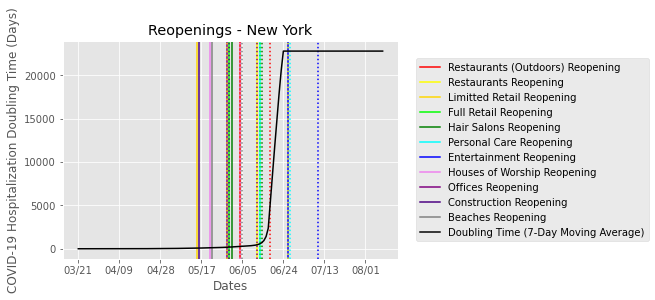 Reopenings - New York
COVID-19 Hospitalization Doubling Time (Days)
20000
15000
10000
5000
0
03/21 04/09 04/28 05/17 06/05 06/24 07/13 08/01
Dates
Restaurants (Outdoors) Reopening
Restaurants Reopening
Limitted Retail Reopening
Full Retail Reopening
Hair Salons Reopening
Personal Care Reopening
Entertainment Reopening
Houses of Worship Reopening
Offices Reopening
Construction Reopening
Beaches Reopening
Doubling Time (7-Day Moving Average)